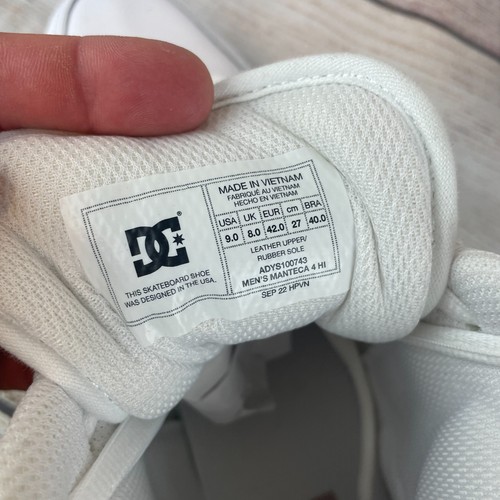 DC®
THIS SKATEBOARD SHOE
WAS DESIGNED IN THE USA.
MADE IN VIETNAM
FABRIQUÉ AU VIETNAM
HECHO EN VIETNAM
USA UK EUR cm BRA
9.0 8.0 42.0 27 40.0
LEATHER UPPER/
RUBBER SOLE
ADYS100743
MEN'S MANTECA 4 HI
SEP 22 HPVN